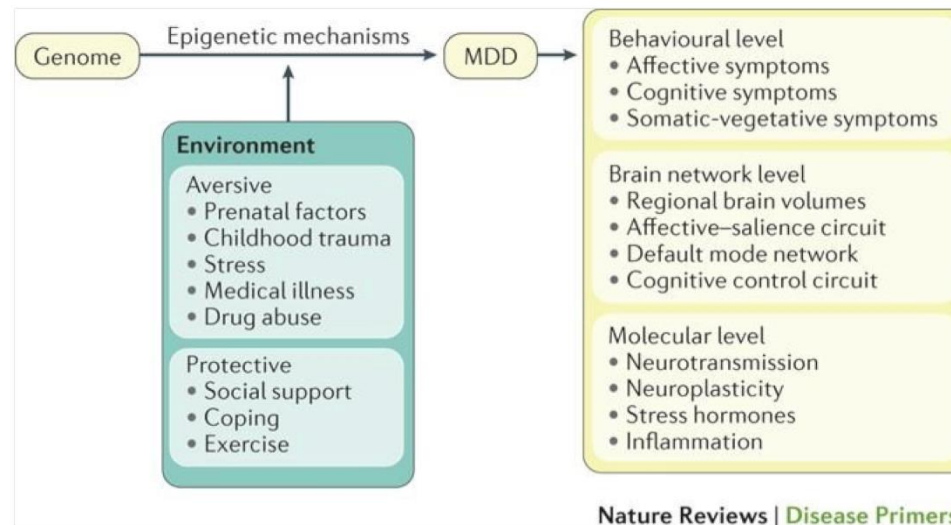 Genome
Epigenetic mechanisms
MDD
Environment
Aversive
• Prenatal factors
• Childhood trauma
• Stress
• Medical illness
• Drug abuse
Protective
• Social support
• Coping
• Exercise
Behavioural level
• Affective symptoms
• Cognitive symptoms
• Somatic-vegetative symptoms
Brain network level
• Regional brain volumes
• Affective–salience circuit
• Default mode network
• Cognitive control circuit
Molecular level
• Neurotransmission
• Neuroplasticity
• Stress hormones
• Inflammation
Nature Reviews | Disease Primers